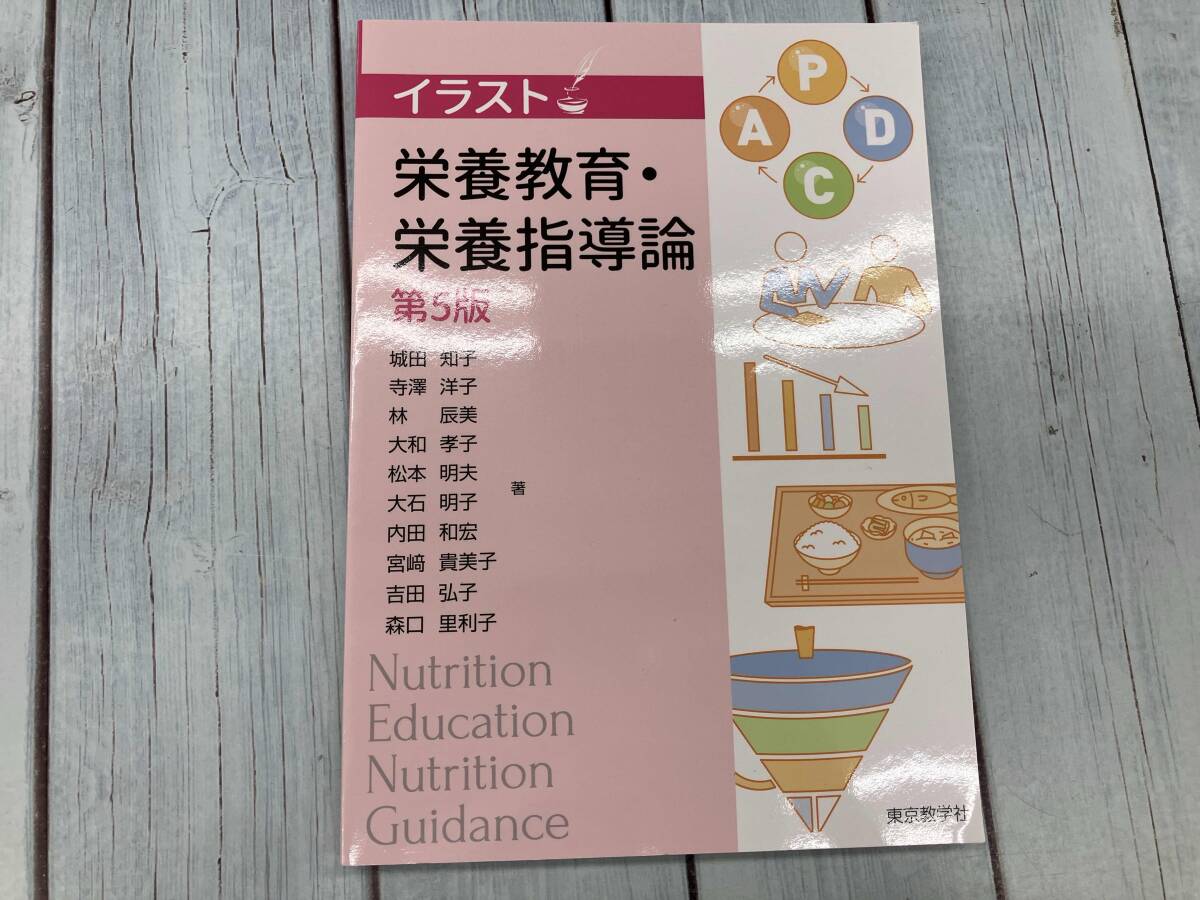 イラスト
栄養教育・
栄養指導論
第5版
城田 知子
寺澤 洋子
林 辰美
大和 孝子
松本 明夫
大石 明子
内田 和宏
宮﨑 貴美子
吉田 弘子
森口 里利子
著
Nutrition
Education
Nutrition
Guidance
P
A D
C
東京教学社